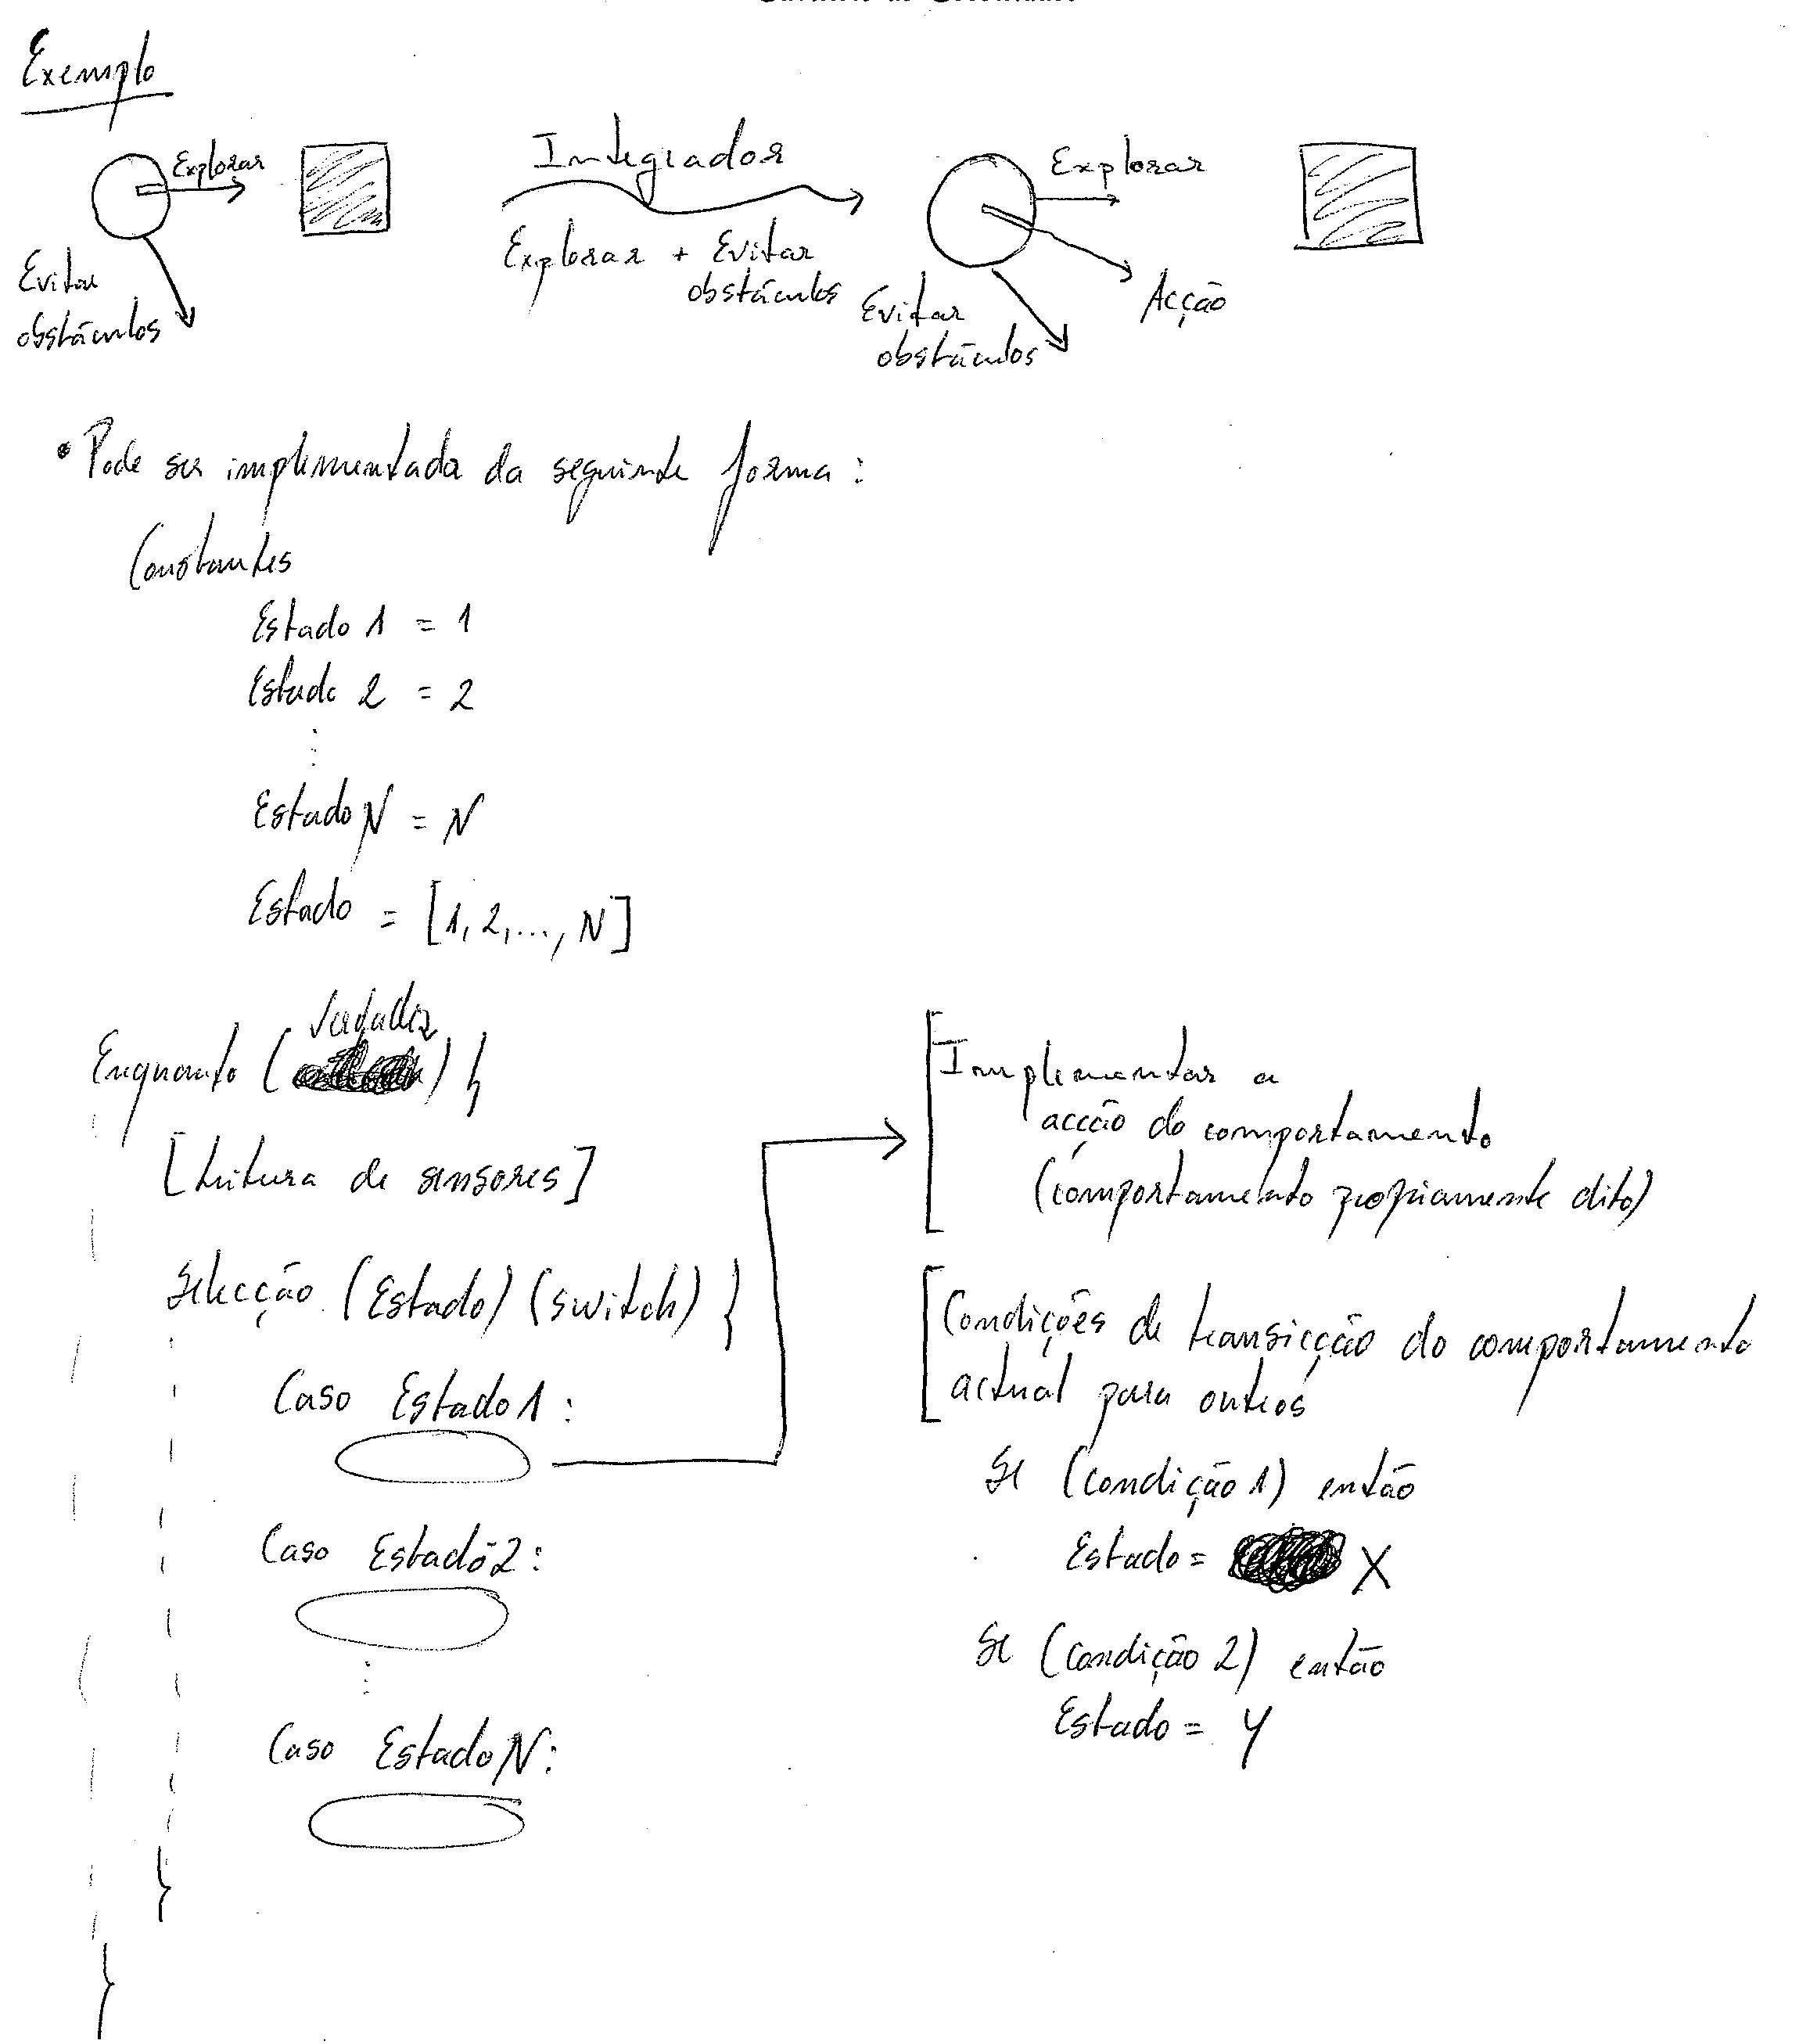 Exemplo
Explorar
Evitar
obstáculos
Integrador
Explorar + Evitar
obstáculos
Explorar
Acção
Evitar
obstáculos
• Pode ser implementada da seguinte forma:
Constantes
Estado 1 = 1
Estado 2 = 2
⋮
Estado N = N
Estado = [1, 2, ..., N]
Enquanto (
) {
[Leitura de sensores]
Selecção (Estado) (switch) {
Caso Estado 1:
Caso Estado 2:
⋮
Caso Estado N:
}
}
Implementar a
acção do comportamento
(comportamento propriamente dito)
Condições de transicção do comportamento
actual para outros
Se (condição 1) então
Estado = X
Se (condição 2) então
Estado = Y